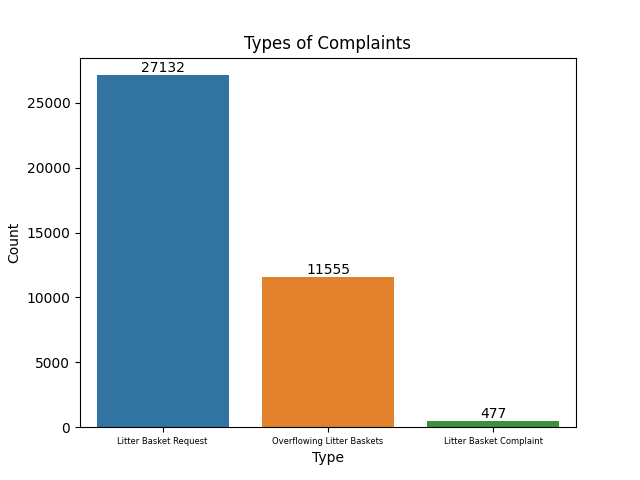 Types of Complaints
27132
11555
477
25000
20000
15000
10000
5000
0
Count
Litter Basket Request
Overflowing Litter Baskets
Litter Basket Complaint
Type